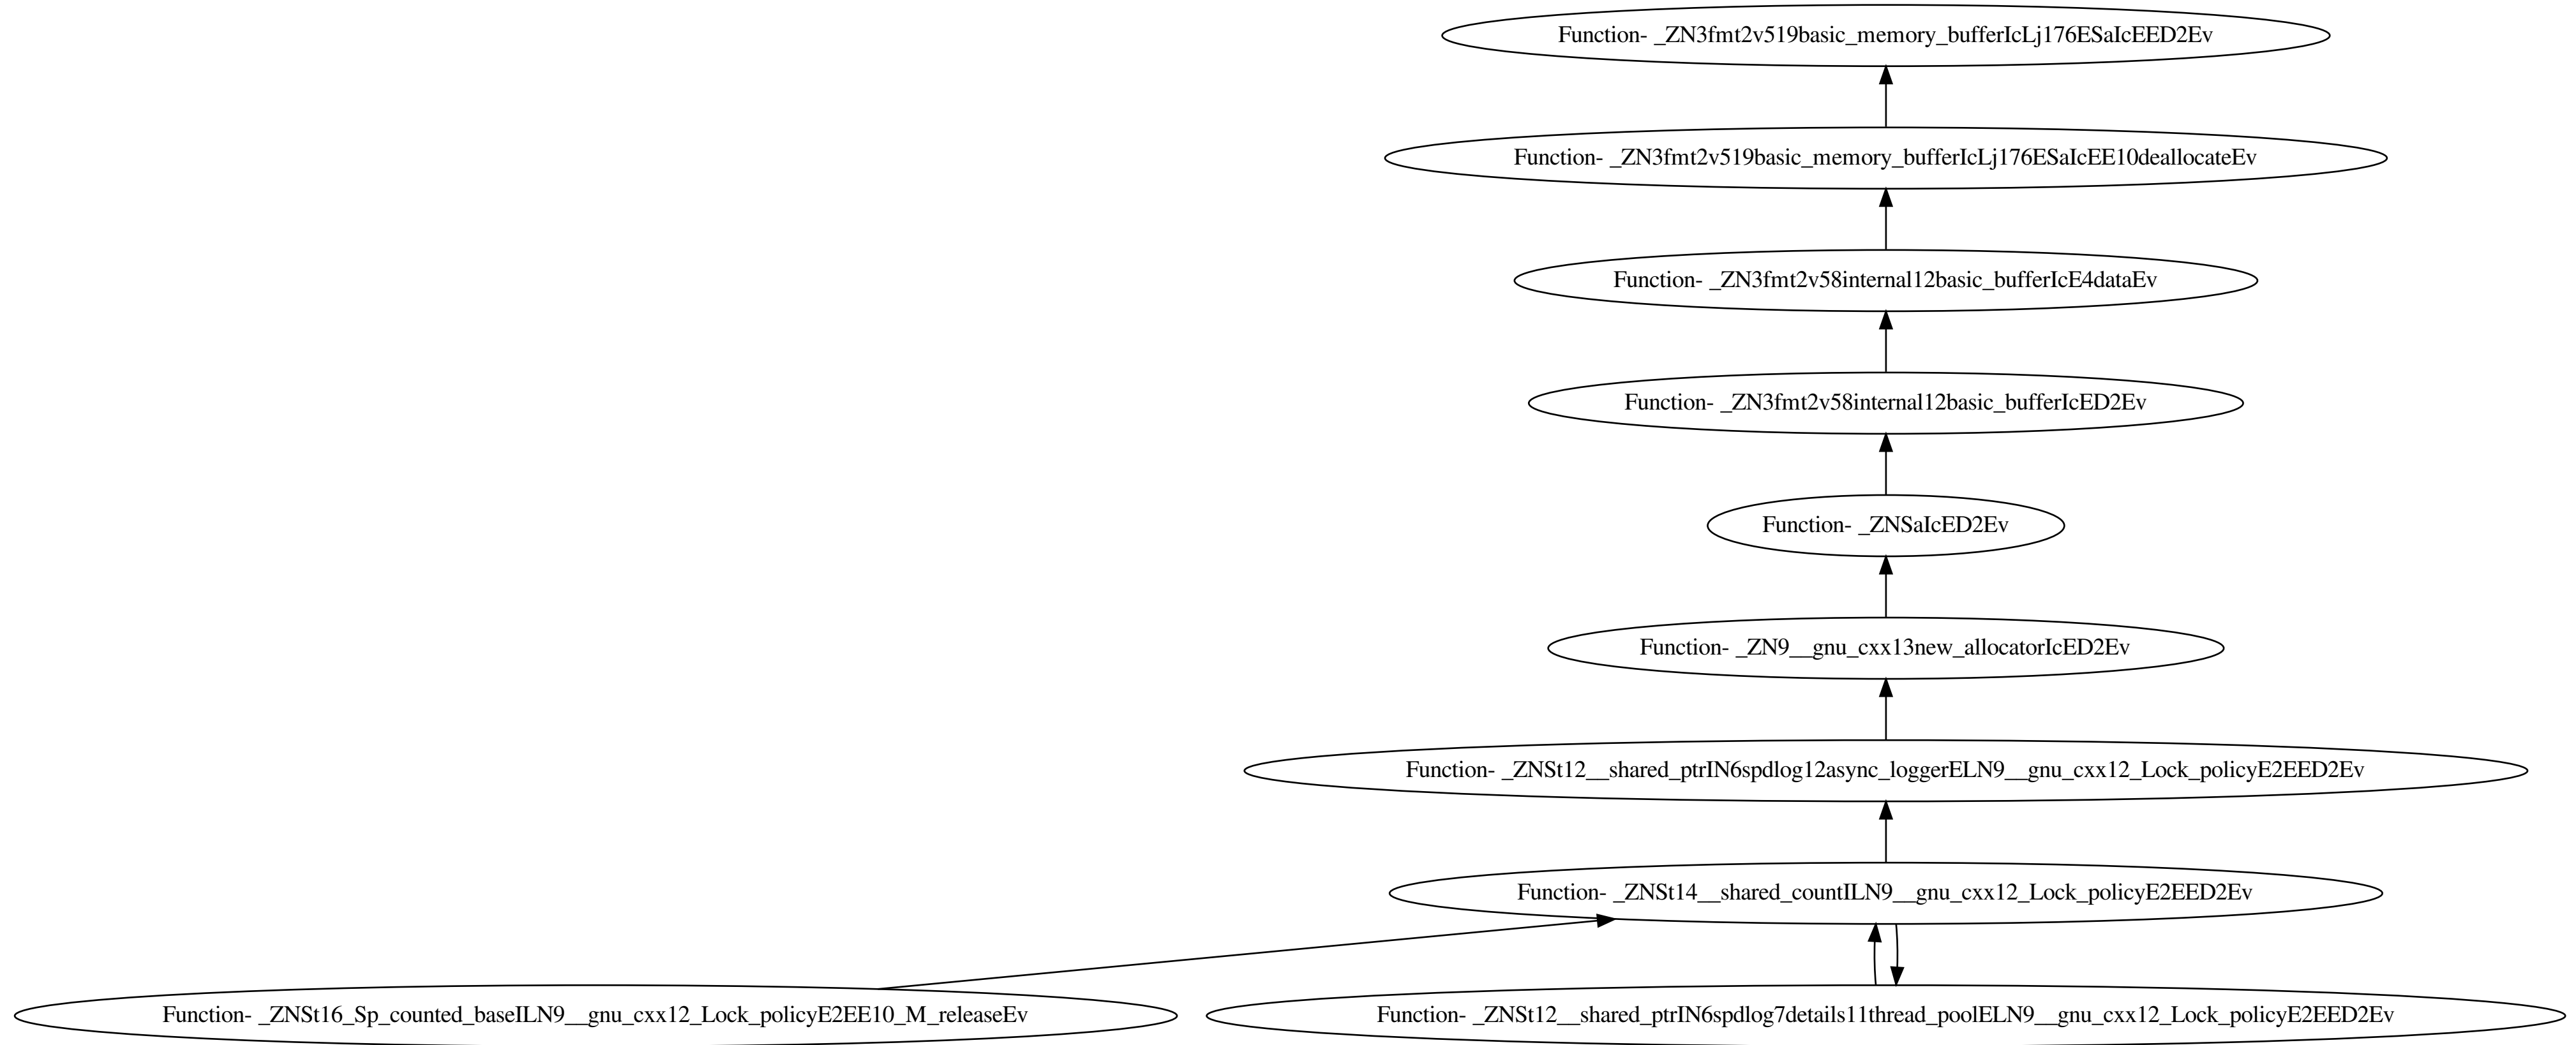 Function- _ZN3fmt2v519basic_memory_bufferIcLj176ESaIcEED2Ev
Function- _ZN3fmt2v519basic_memory_bufferIcLj176ESaIcEE10deallocateEv
Function- _ZN3fmt2v58internal12basic_bufferIcE4dataEv
Function- _ZN3fmt2v58internal12basic_bufferIcED2Ev
Function- _ZNSaIcED2Ev
Function- _ZN9__gnu_cxx13new_allocatorIcED2Ev
Function- _ZNSt12__shared_ptrIN6spdlog12async_loggerELN9__gnu_cxx12_Lock_policyE2EED2Ev
Function- _ZNSt14__shared_countILN9__gnu_cxx12_Lock_policyE2EED2Ev
Function- _ZNSt16_Sp_counted_baseILN9__gnu_cxx12_Lock_policyE2EE10_M_releaseEv
Function- _ZNSt12__shared_ptrIN6spdlog7details11thread_poolELN9__gnu_cxx12_Lock_policyE2EED2Ev